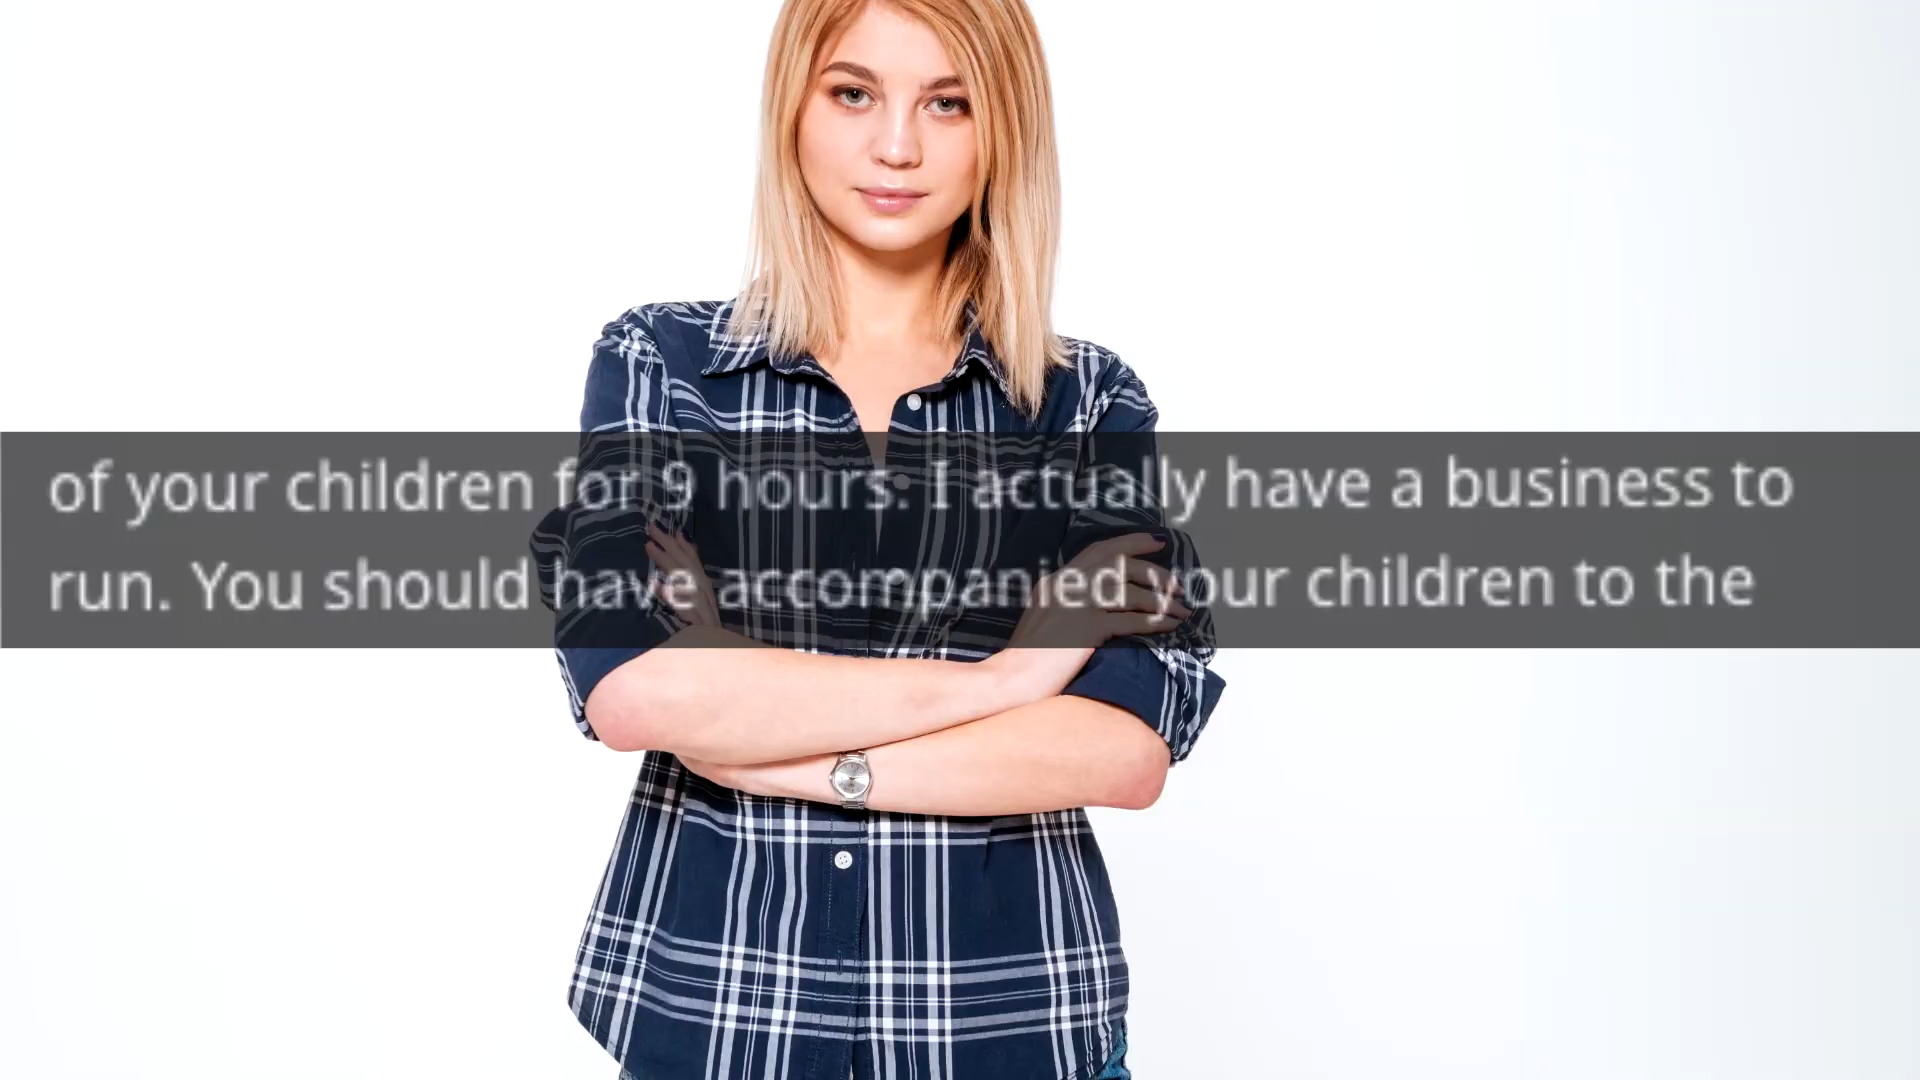 of your children for 9 hours. I actually have a business to
run. You should have accompanied your children to the